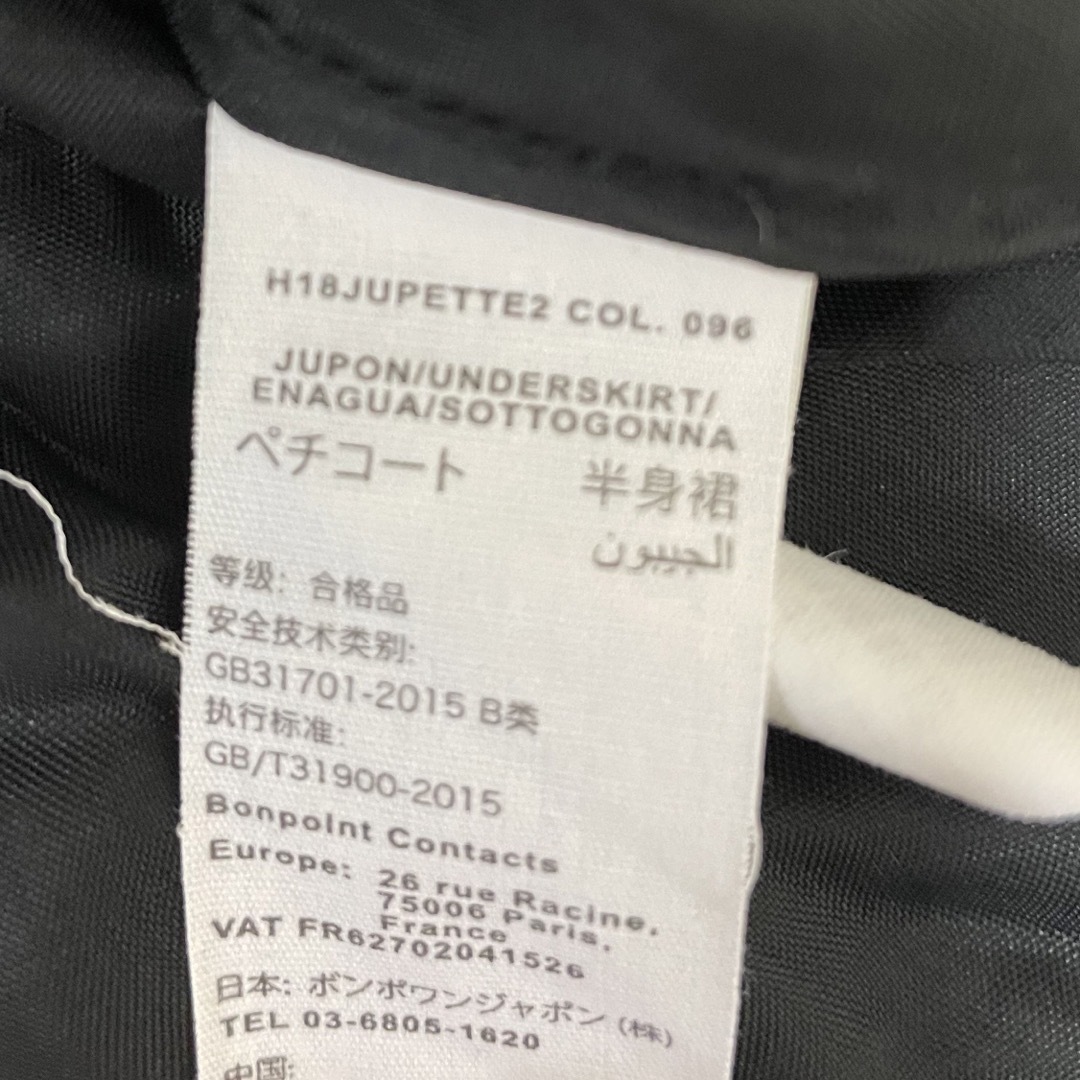 H18JUPETTE2 COL. 096
JUPON/UNDERSKIRT/
ENAGUA/SOTTOGONNA
ペチコート 半身裙
الجيبون
等级: 合格品
安全技术类别:
GB31701-2015 B类
执行标准:
GB/T31900-2015
Bonpoint Contacts
Europe: 26 rue Racine,
75006 Paris,
France
VAT FR62702041526
日本: ボンポワンジャポン (株)
TEL 03-6805-1620
中国: